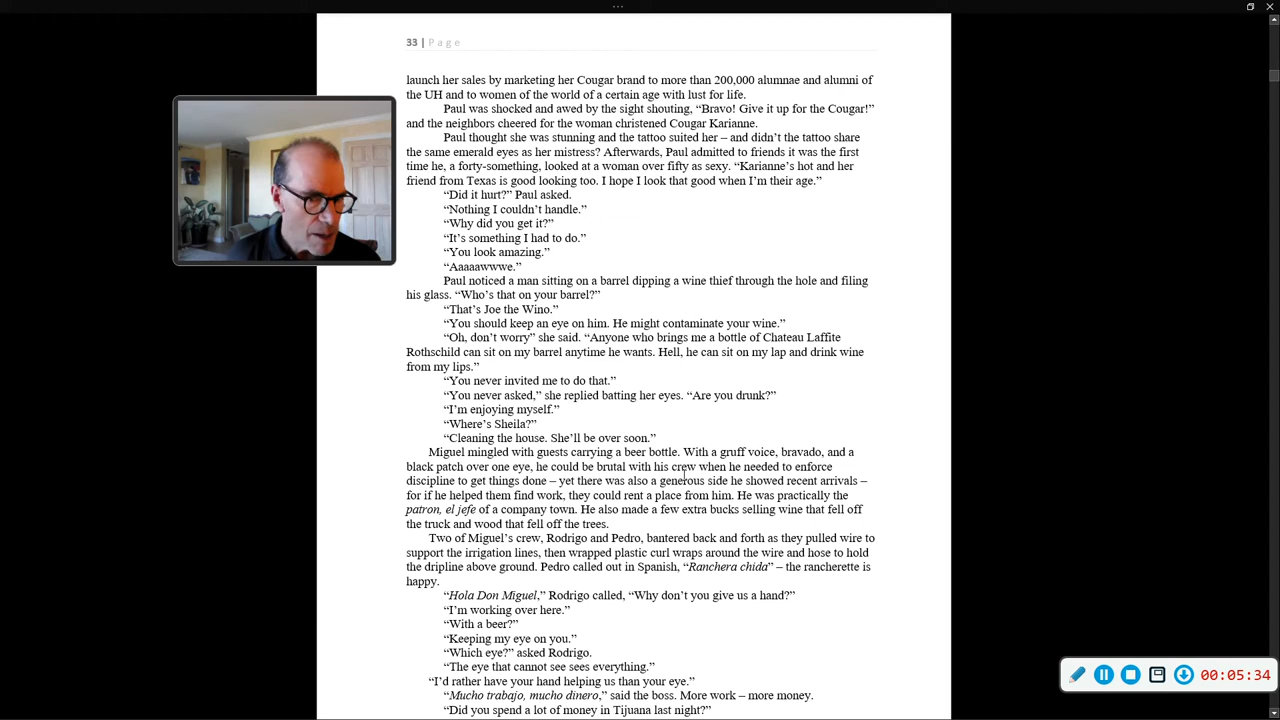 33 | Page
launch her sales by marketing her Cougar brand to more than 200,000 alumnae and alumni of
the UH and to women of the world of a certain age with lust for life.
Paul was shocked and awed by the sight shouting, “Bravo! Give it up for the Cougar!”
and the neighbors cheered for the woman christened Cougar Karianne.
Paul thought she was stunning and the tattoo suited her – and didn’t the tattoo share
the same emerald eyes as her mistress? Afterwards, Paul admitted to friends it was the first
time he, a forty-something, looked at a woman over fifty as sexy. “Karianne’s hot and her
friend from Texas is good looking too. I hope I look that good when I’m their age.”
“Did it hurt?” Paul asked.
“Nothing I couldn’t handle.”
“Why did you get it?”
“It’s something I had to do.”
“You look amazing.”
“Aaaaawwwe.”
Paul noticed a man sitting on a barrel dipping a wine thief through the hole and filing
his glass. “Who’s that on your barrel?”
“That’s Joe the Wino.”
“You should keep an eye on him. He might contaminate your wine.”
“Oh, don’t worry” she said. “Anyone who brings me a bottle of Chateau Laffite
Rothschild can sit on my barrel anytime he wants. Hell, he can sit on my lap and drink wine
from my lips.”
“You never invited me to do that.”
“You never asked,” she replied batting her eyes. “Are you drunk?”
“I’m enjoying myself.”
“Where’s Sheila?”
“Cleaning the house. She’ll be over soon.”
Miguel mingled with guests carrying a beer bottle. With a gruff voice, bravado, and a
black patch over one eye, he could be brutal with his crew when he needed to enforce
discipline to get things done – yet there was also a generous side he showed recent arrivals –
for if he helped them find work, they could rent a place from him. He was practically the
patron, el jefe of a company town. He also made a few extra bucks selling wine that fell off
the truck and wood that fell off the trees.
Two of Miguel’s crew, Rodrigo and Pedro, bantered back and forth as they pulled wire to
support the irrigation lines, then wrapped plastic curl wraps around the wire and hose to hold
the dripline above ground. Pedro called out in Spanish, “Ranchera chida” – the rancherette is
happy.
“Hola Don Miguel,” Rodrigo called, “Why don’t you give us a hand?”
“I’m working over here.”
“With a beer?”
“Keeping my eye on you.”
“Which eye?” asked Rodrigo.
“The eye that cannot see sees everything.”
“I’d rather have your hand helping us than your eye.”
“Mucho trabajo, mucho dinero,” said the boss. More work – more money.
“Did you spend a lot of money in Tijuana last night?”
00:05:34